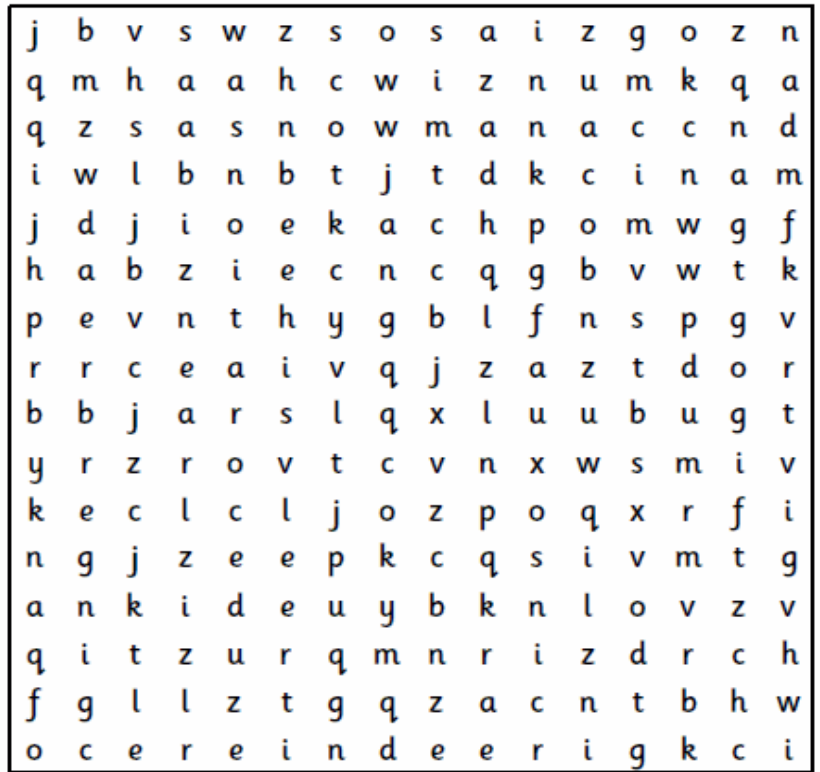 j b v s w z s o s a i z g o z n
q m h a a h c w i z n u m k q a
q z s a s n o w m a n a c c n d
i w l b n b t j t d k c i n a m
j d j i o e k a c h p o m w g f
h a b z i e c n c q g b v w t k
p e v n t h y g b l f n s p g v
r r c e a i v q j z a z t d o r
b b j a r s l q x l u u b u g t
y r z r o v t c v n x w s m i v
k e c l c l j o z p o q x r f i
n g j z e e p k c q s i v m t g
a n k i d e u y b k n l o v z v
q i t z u r q m n r i z d r c h
f g l l z t g q z a c n t b h w
o c e r e i n d e e r i g k c i